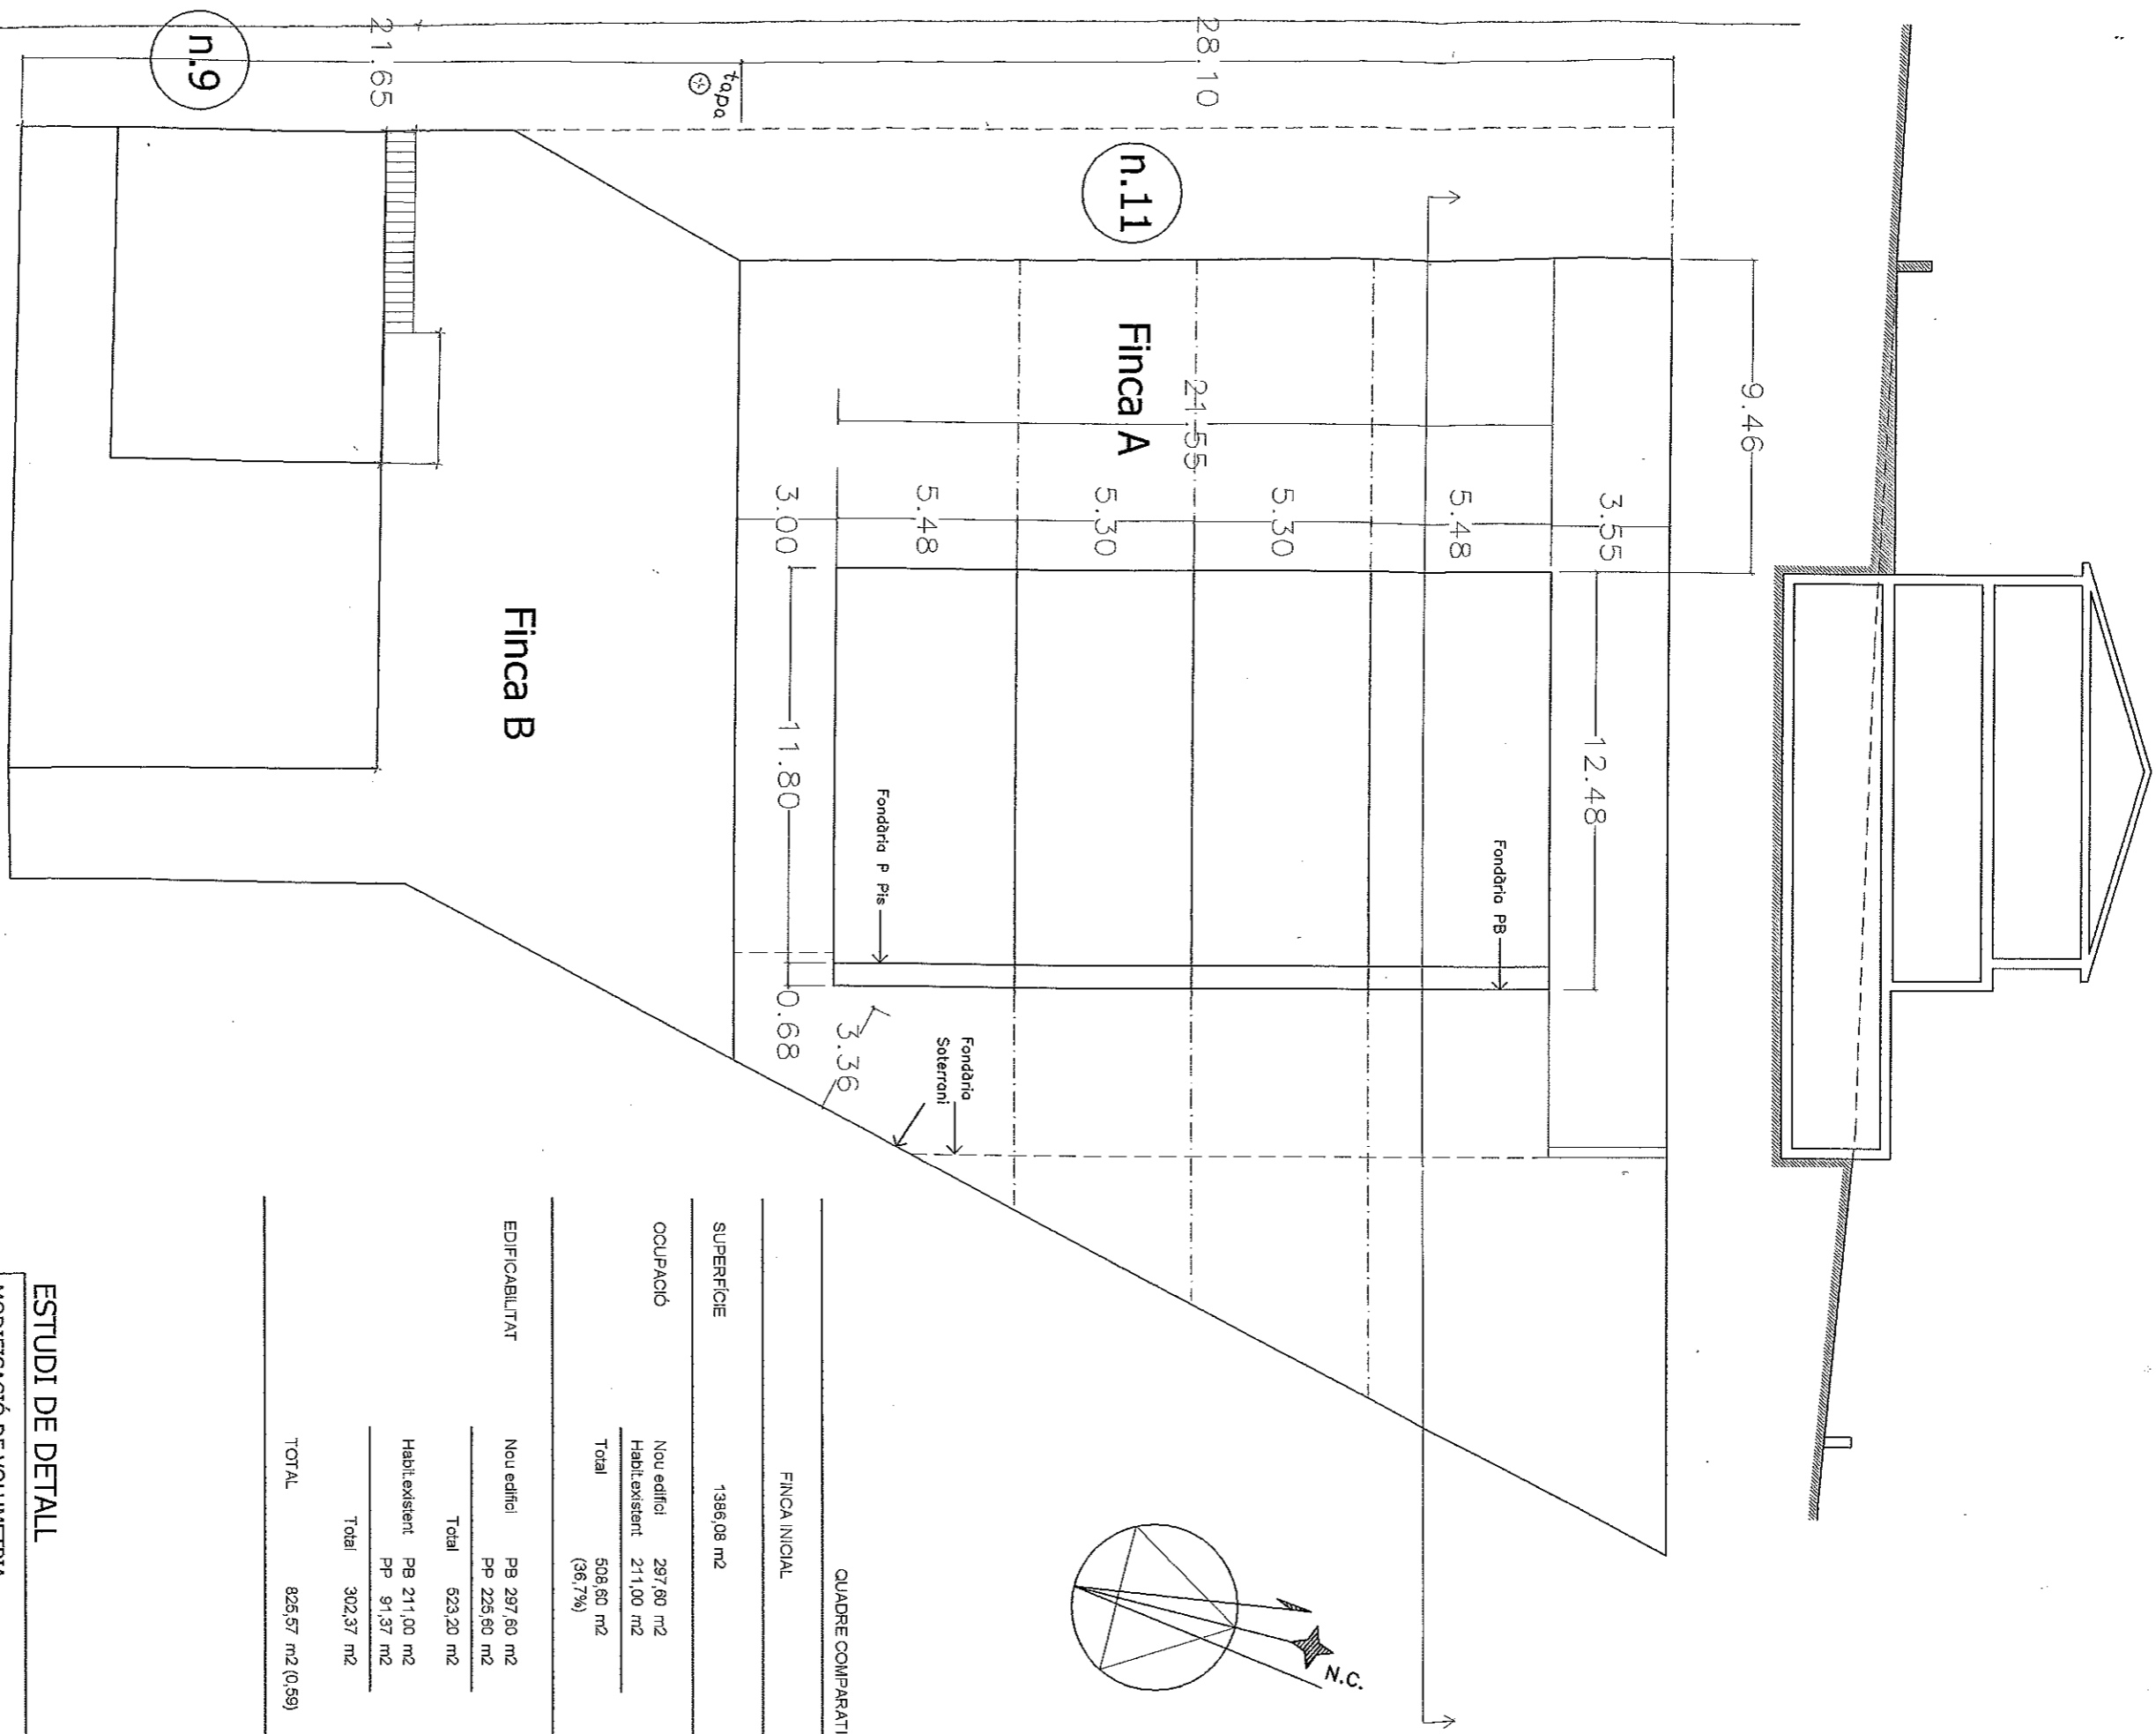 n.9
21.65
tapa
28.10
n.11
Finca A
21.55
9.46
3.00
5.48
5.30
5.30
5.48
3.55
Finca B
11.80
0.68
12.48
Fondària P Pis
Fondària PB
3.36
Fondària
Soterrani
N.C.
QUADRE COMPARATI
FINCA INICIAL
SUPERFÍCIE 1386,08 m2
OCUPACIÓ Nou edifici 297,60 m2
Habit.existent 211,00 m2
Total 508,60 m2
(36,7%)
EDIFICABILITAT Nou edifici PB 297,60 m2
PP 225,60 m2
Total 523,20 m2
Habit.existent PB 211,00 m2
PP 91,37 m2
Total 302,37 m2
TOTAL 825,57 m2 (0,59)
ESTUDI DE DETALL
MODIFICACIÓ DE VOLUMETRIA